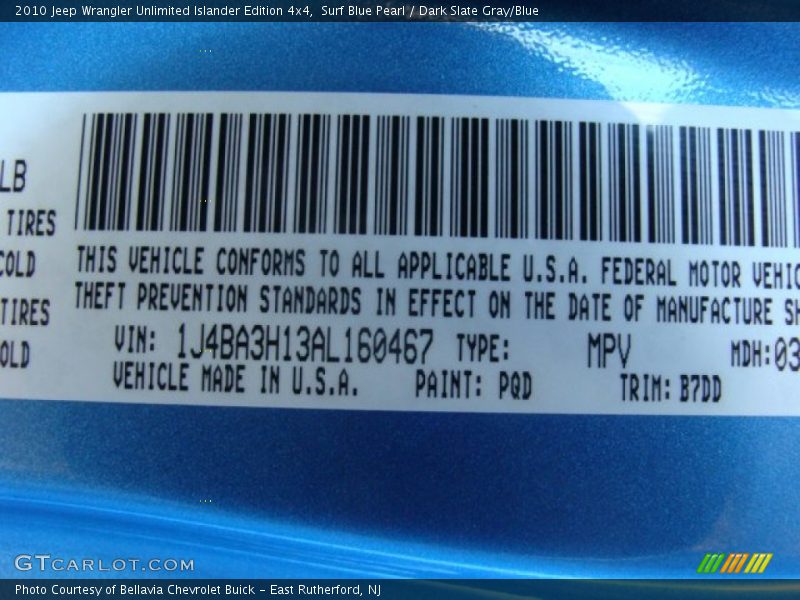 2010 Jeep Wrangler Unlimited Islander Edition 4x4, Surf Blue Pearl / Dark Slate Gray/Blue
LB
TIRES
COLD
TIRES
OLD
THIS VEHICLE CONFORMS TO ALL APPLICABLE U.S.A. FEDERAL MOTOR VEHIC
THEFT PREVENTION STANDARDS IN EFFECT ON THE DATE OF MANUFACTURE SH
VIN: 1J4BA3H13AL160467 TYPE: MPV MDH:03
VEHICLE MADE IN U.S.A. PAINT: PQD TRIM: B7DD
GTCARLOT.COM
Photo Courtesy of Bellavia Chevrolet Buick - East Rutherford, NJ